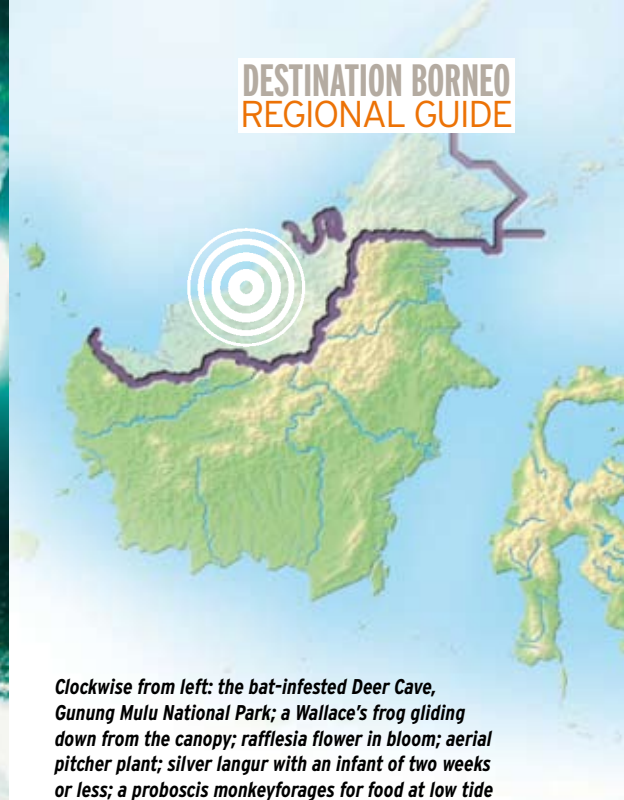 DESTINATION BORNEO
REGIONAL GUIDE
Clockwise from left: the bat-infested Deer Cave,
Gunung Mulu National Park; a Wallace's frog gliding
down from the canopy; rafflesia flower in bloom; aerial
pitcher plant; silver langur with an infant of two weeks
or less; a proboscis monkeyforages for food at low tide